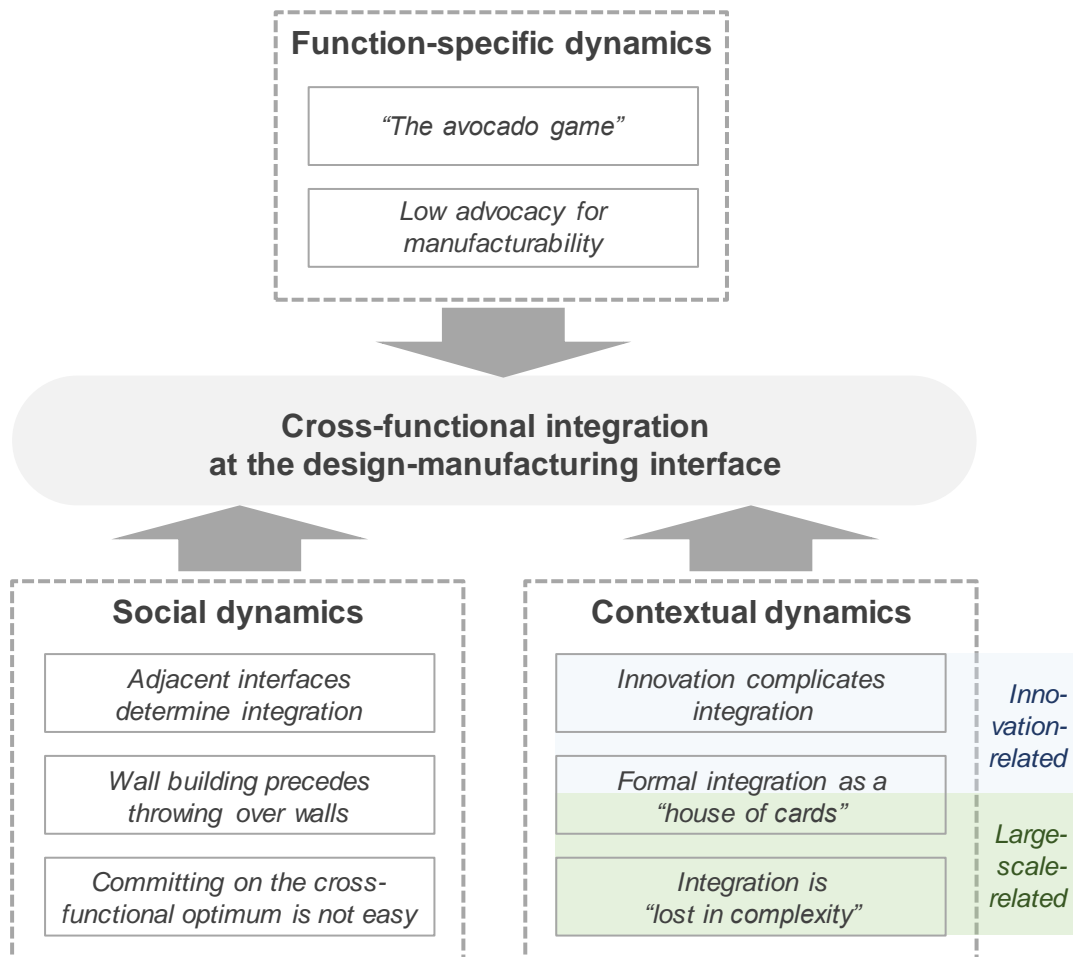 Function-specific dynamics
“The avocado game”
Low advocacy for
manufacturability
Cross-functional integration
at the design-manufacturing interface
Social dynamics
Adjacent interfaces
determine integration
Wall building precedes
throwing over walls
Committing on the cross-
functional optimum is not easy
Contextual dynamics
Innovation complicates
integration
Formal integration as a
“house of cards”
Integration is
“lost in complexity”
Inno-
vation-
related
Large-
scale-
related